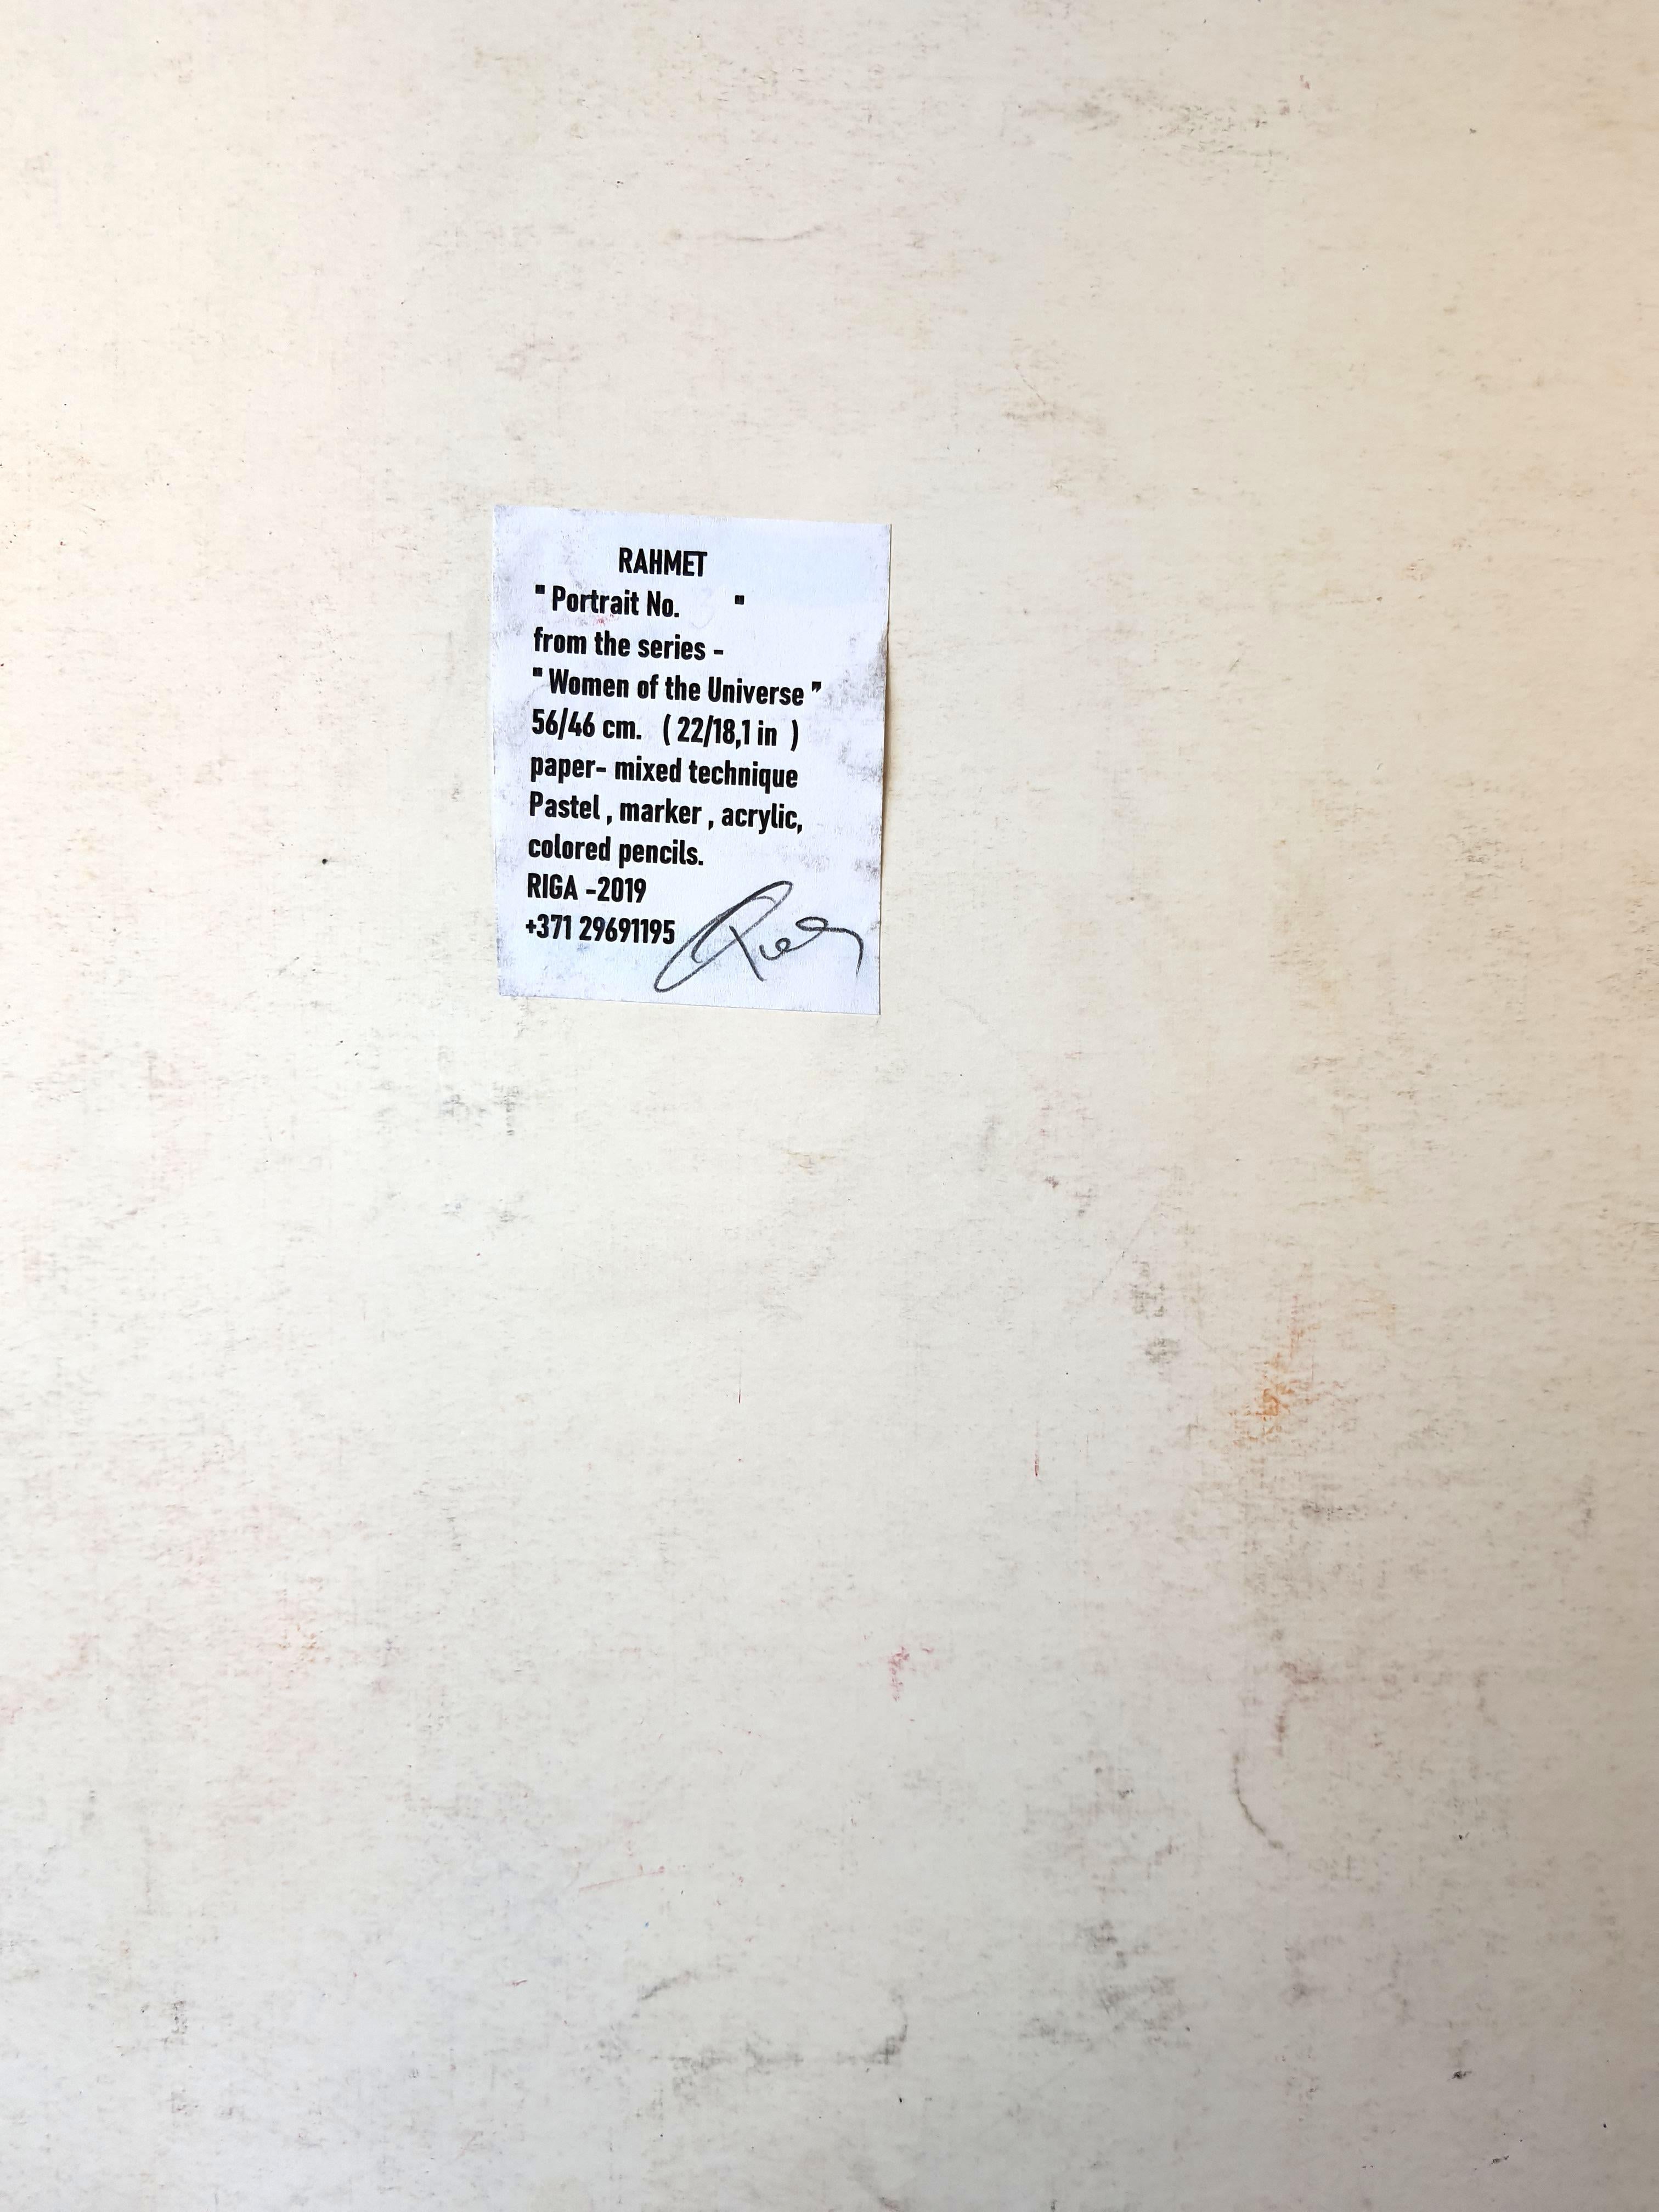 RAHMET
" Portrait No.        "
from the series -
" Women of the Universe "
56/46 cm.   ( 22/18,1 in  )
paper- mixed technique
Pastel , marker , acrylic,
colored pencils.
RIGA -2019
+371 29691195